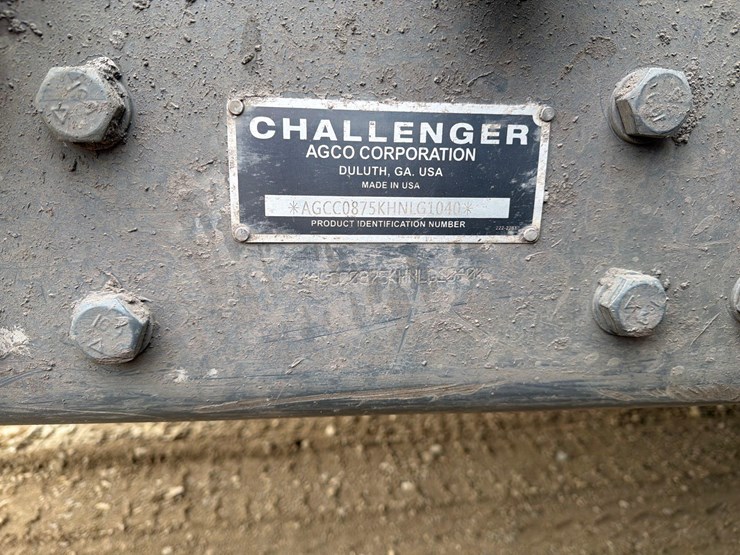 CHALLENGER
AGCO CORPORATION
DULUTH, GA. USA
MADE IN USA
*AGCC0875KHNLG1040*
PRODUCT IDENTIFICATION NUMBER